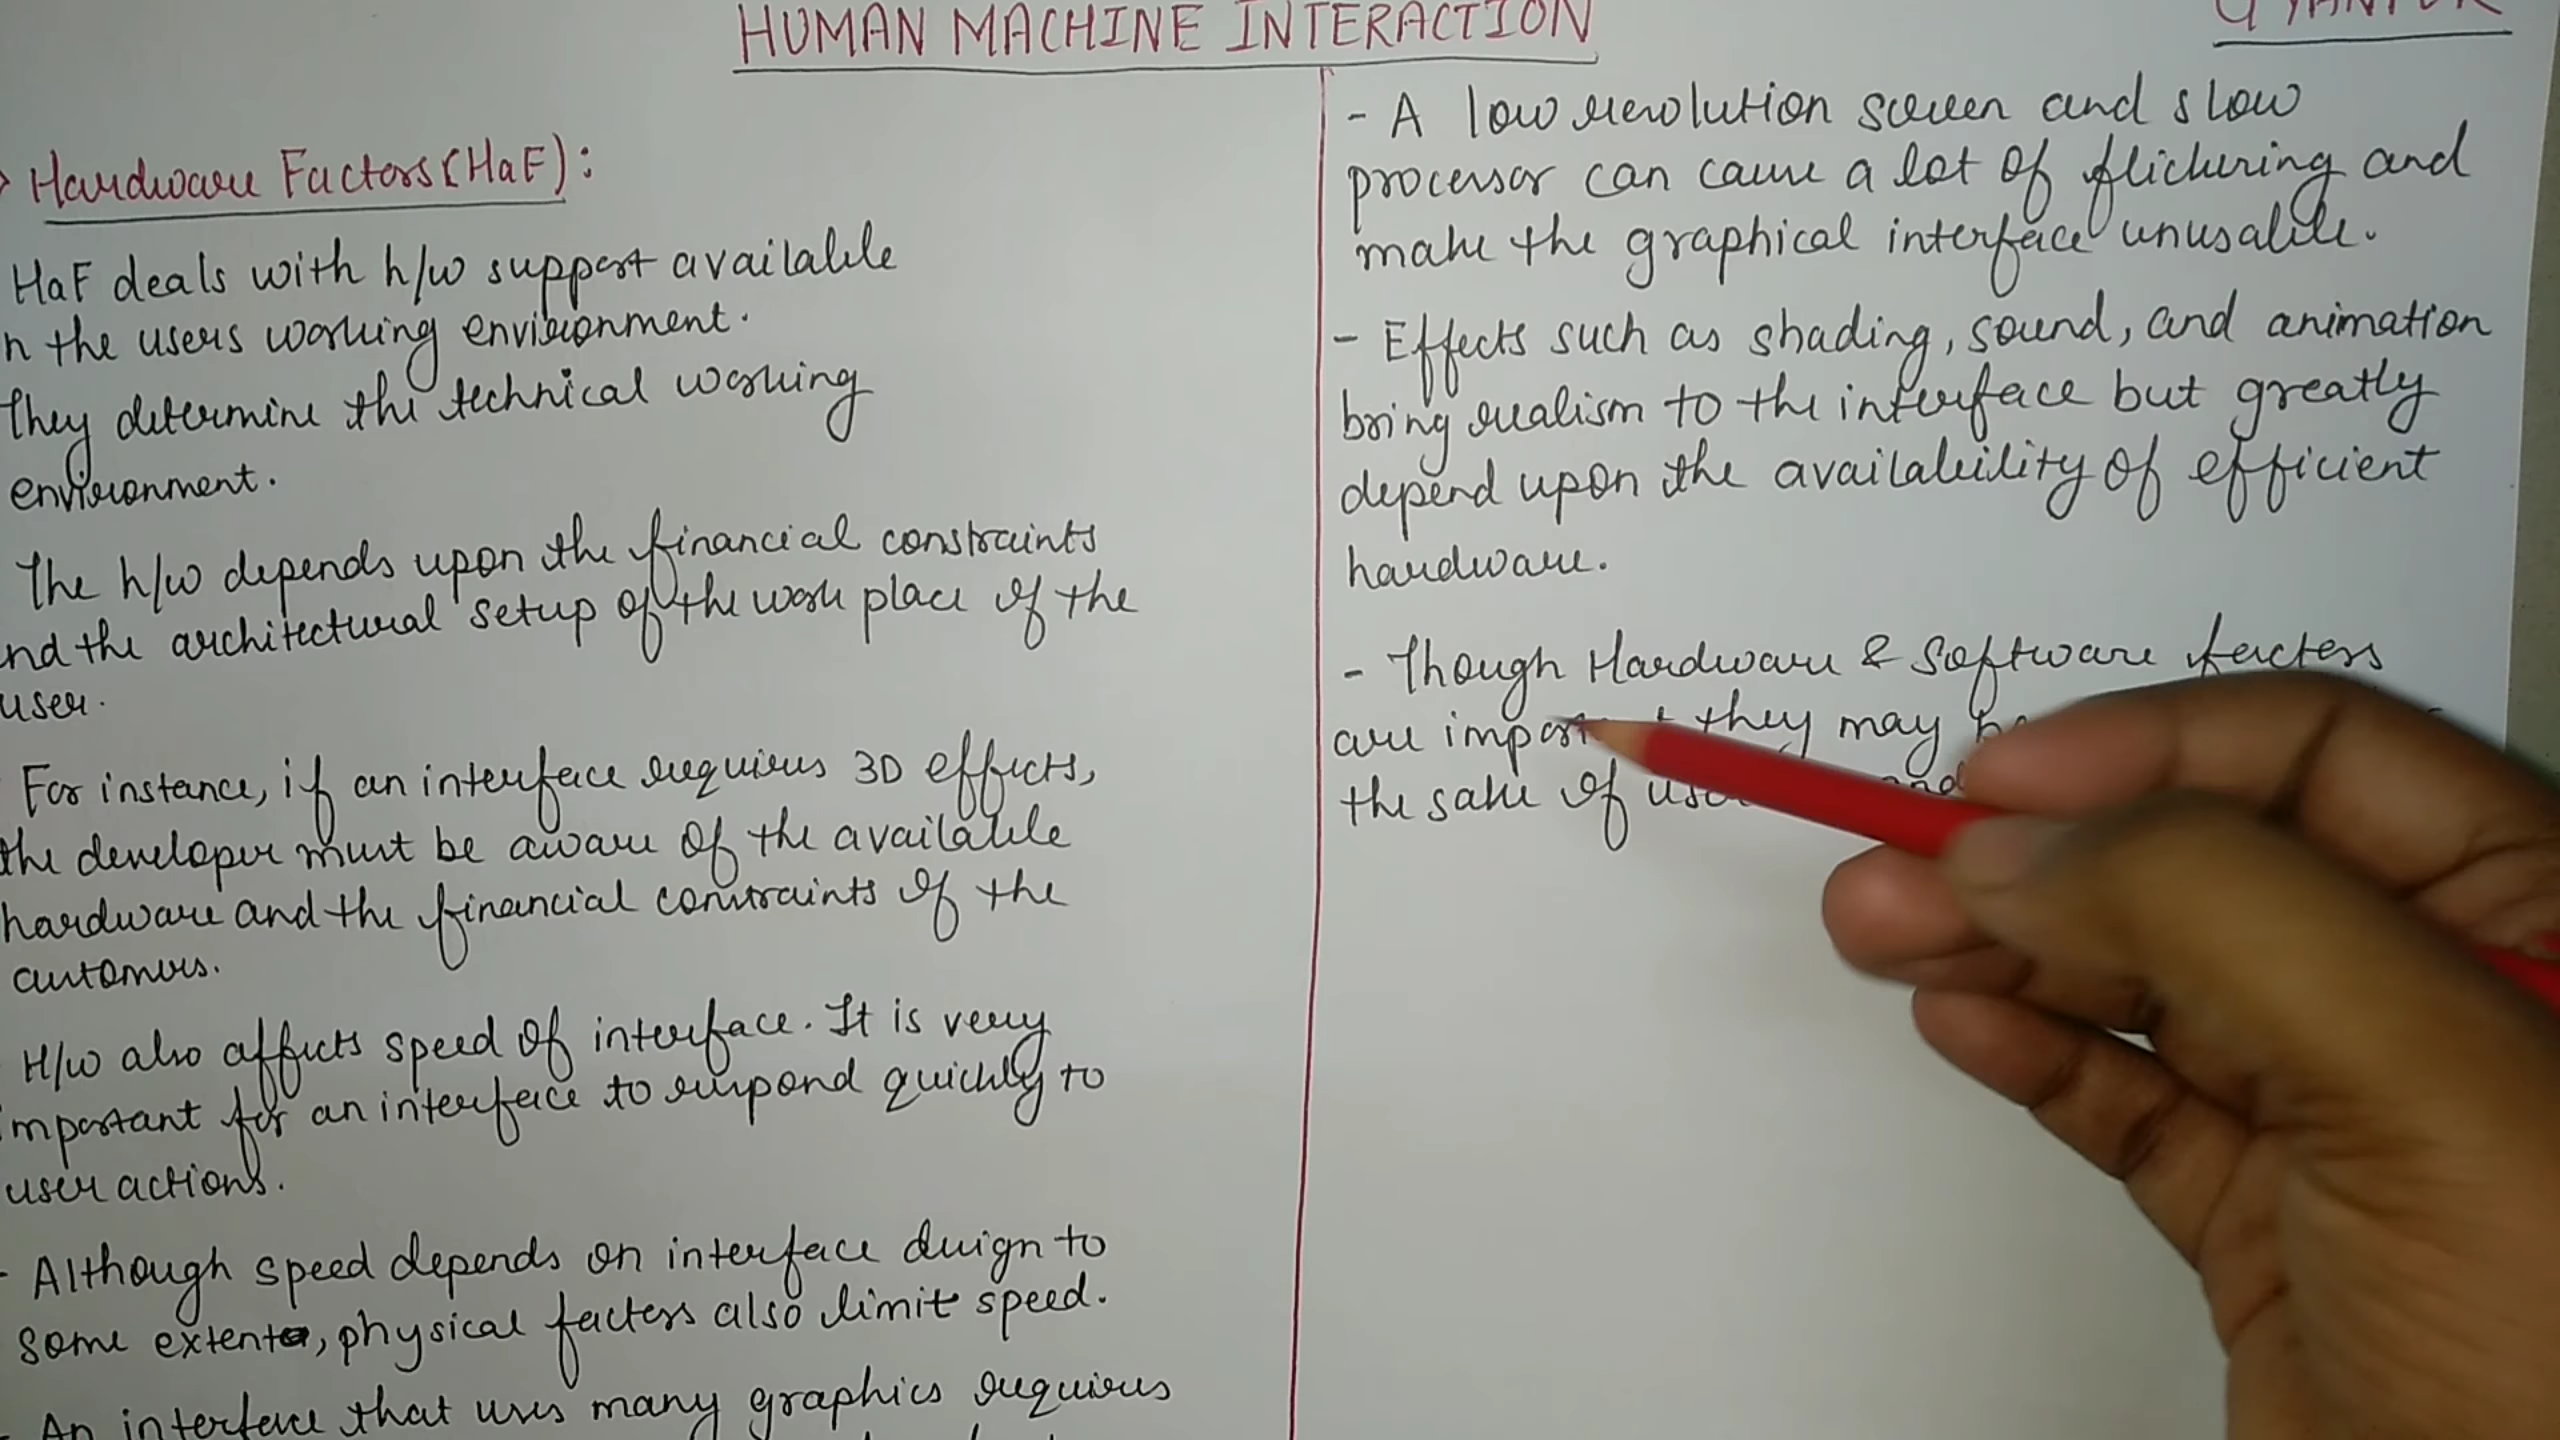 HUMAN MACHINE INTERACTION
Hardware Factors (HaF):
HaF deals with h/w support available
n the users working environment.
They determine the technical working
environment.
The h/w depends upon the financial constraints
nd the architectural setup of the work place of the
user.
For instance, if an interface requires 3D effects,
the developer must be aware of the available
hardware and the financial constraints of the
customers.
H/w also affects speed of interface. It is very
important for an interface to respond quickly to
user actions.
- Although speed depends on interface design to
some extent, physical factors also limit speed.
- An interface that uses many graphics requires
- A low resolution screen and slow
processor can cause a lot of flickering and
make the graphical interface unusable.
- Effects such as shading, sound, and animation
bring realism to the interface but greatly
depend upon the availability of efficient
hardware.
- Though Hardware & Software factors
are they may
the sake of